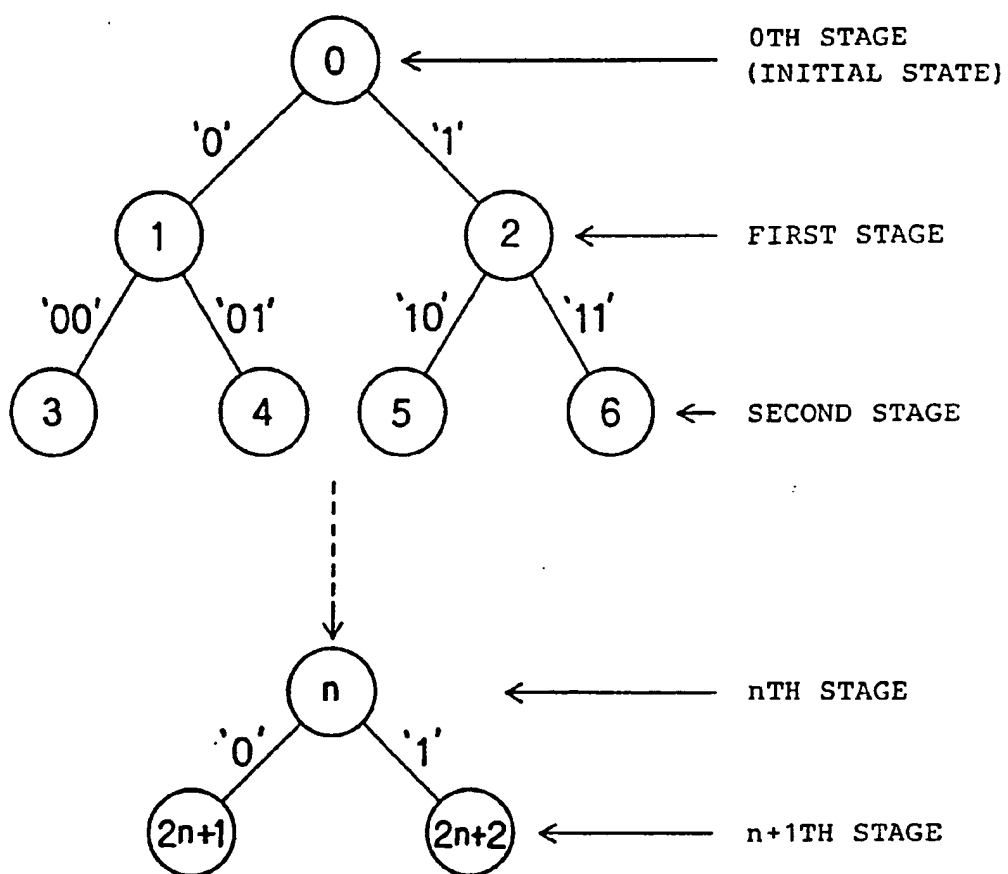 0
0TH STAGE
(INITIAL STATE)
'0'
'1'
1
2
FIRST STAGE
'00'
'01'
'10'
'11'
3
4
5
6
SECOND STAGE
n
nTH STAGE
'0'
'1'
2n+1
2n+2
n+1TH STAGE